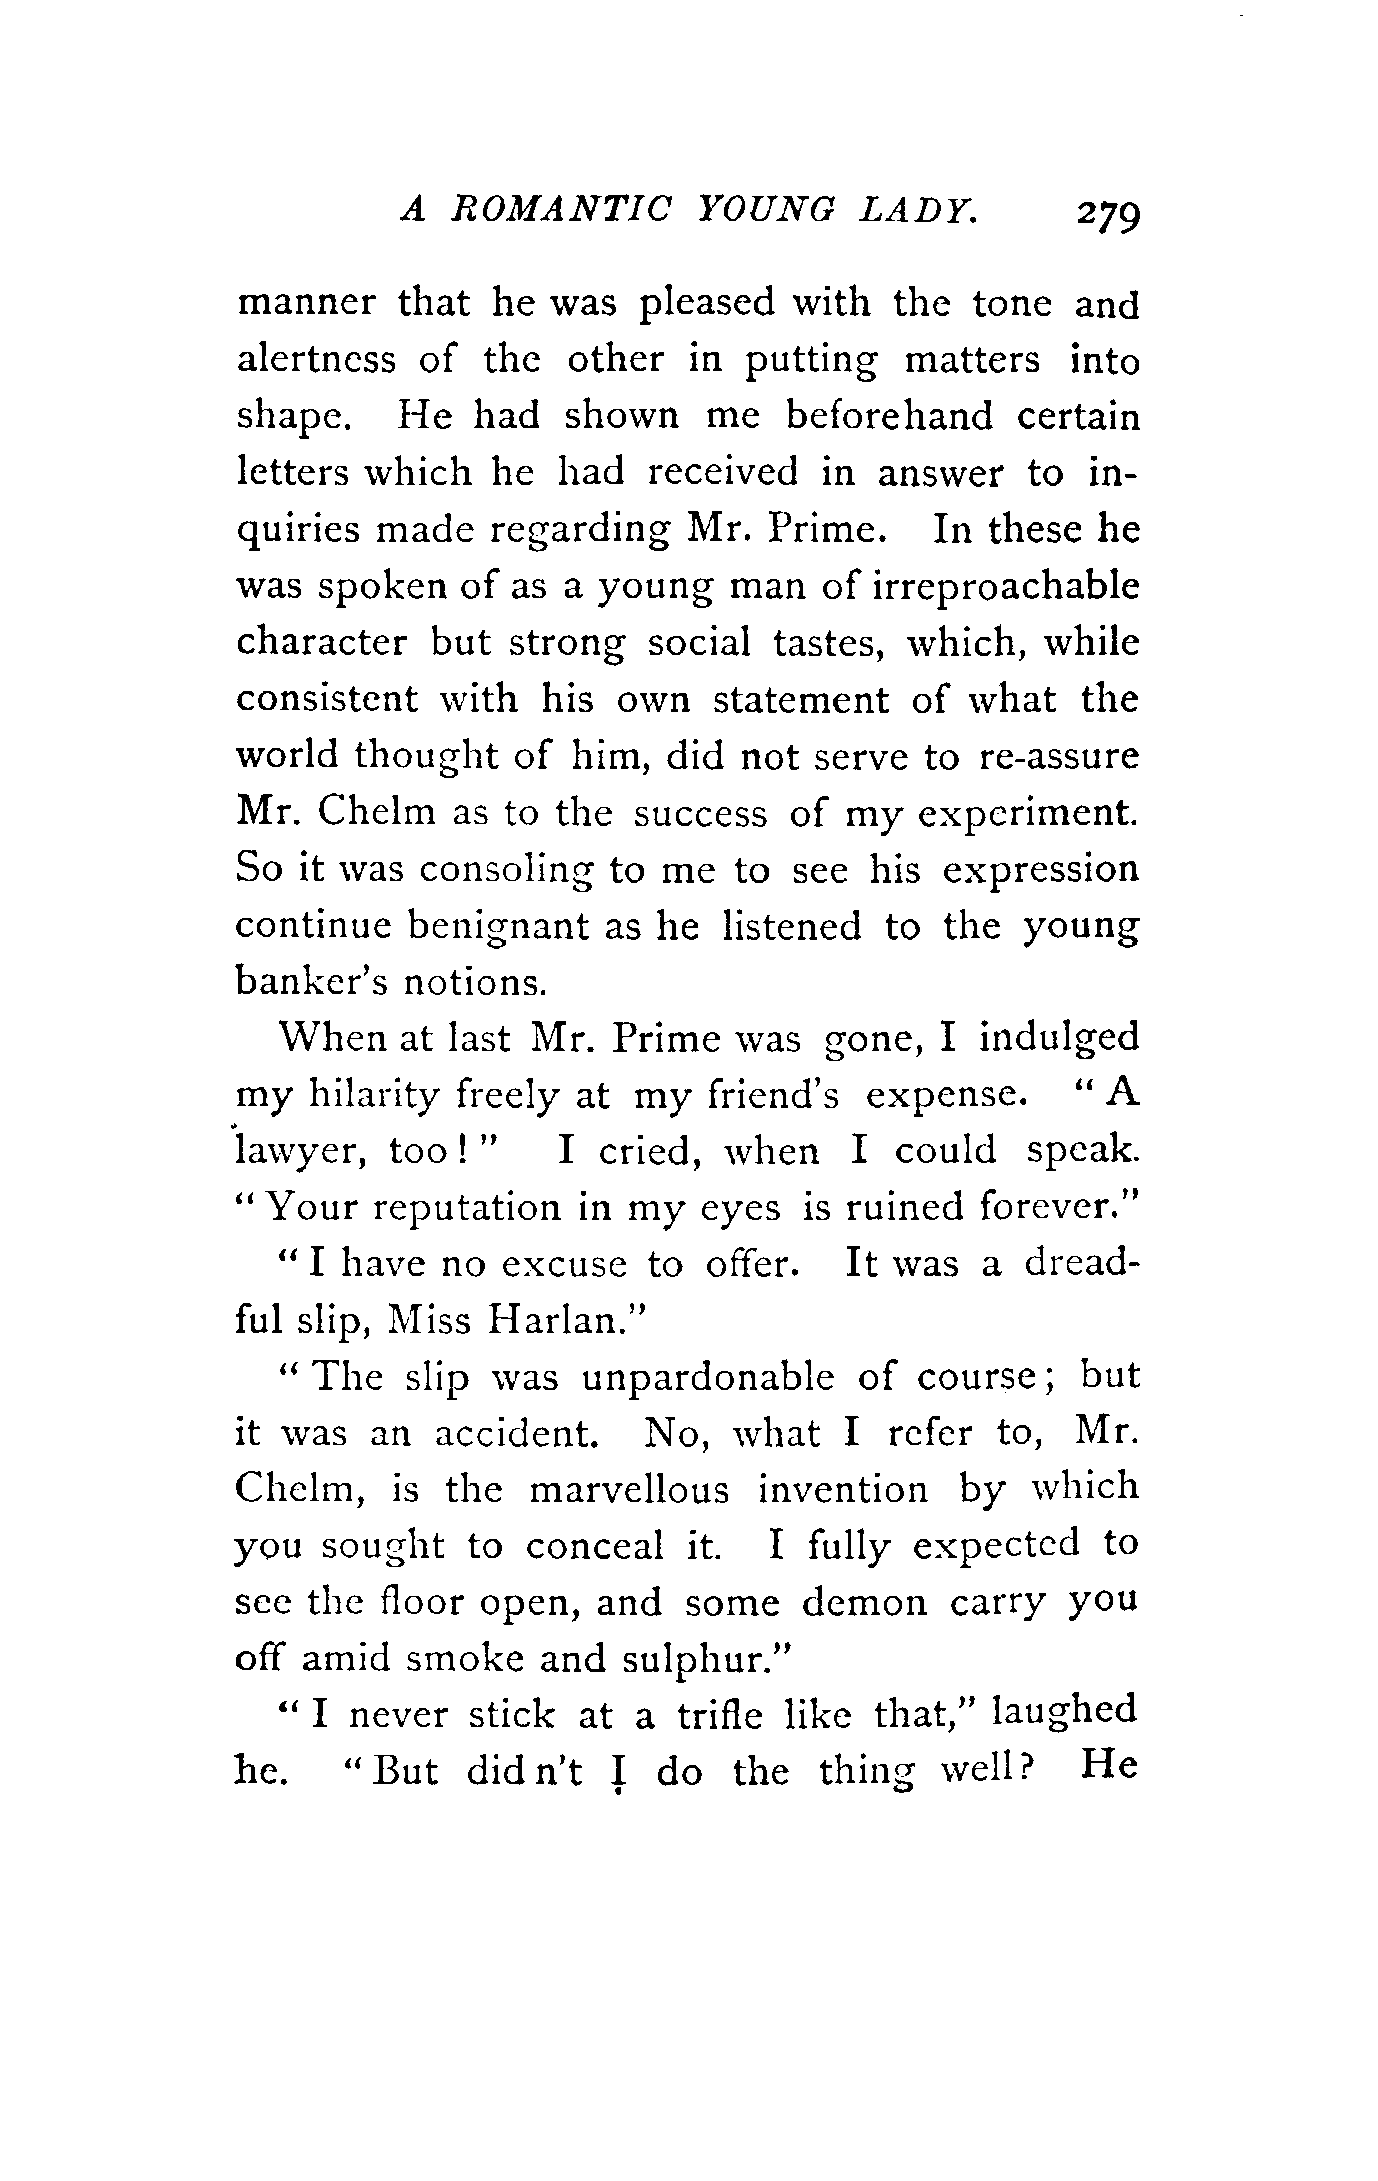 A ROMANTIC YOUNG LADY. 279
manner that he was pleased with the tone and
alertness of the other in putting matters into
shape. He had shown me beforehand certain
letters which he had received in answer to in-
quiries made regarding Mr. Prime. In these he
was spoken of as a young man of irreproachable
character but strong social tastes, which, while
consistent with his own statement of what the
world thought of him, did not serve to re-assure
Mr. Chelm as to the success of my experiment.
So it was consoling to me to see his expression
continue benignant as he listened to the young
banker's notions.
When at last Mr. Prime was gone, I indulged
my hilarity freely at my friend's expense. "A
lawyer, too!" I cried, when I could speak.
"Your reputation in my eyes is ruined forever."
"I have no excuse to offer. It was a dread-
ful slip, Miss Harlan."
"The slip was unpardonable of course; but
it was an accident. No, what I refer to, Mr.
Chelm, is the marvellous invention by which
you sought to conceal it. I fully expected to
see the floor open, and some demon carry you
off amid smoke and sulphur."
"I never stick at a trifle like that," laughed
he. "But didn't I do the thing well? He